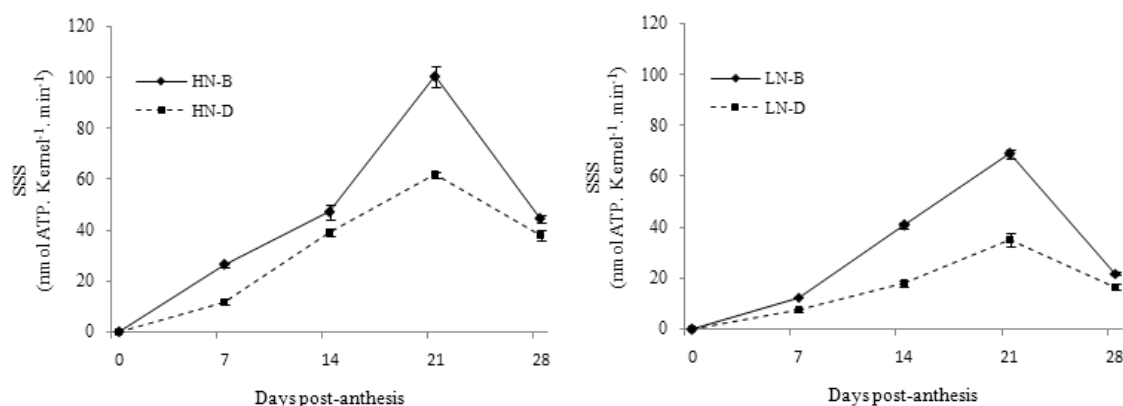 120
100
80
60
40
20
0
SSS
(nmol ATP. Kernel⁻¹. min⁻¹)
HN-B
HN-D
0 7 14 21 28
Days post-anthesis
120
100
80
60
40
20
0
SSS
(nmol ATP. Kernel⁻¹. min⁻¹)
LN-B
LN-D
0 7 14 21 28
Days post-anthesis